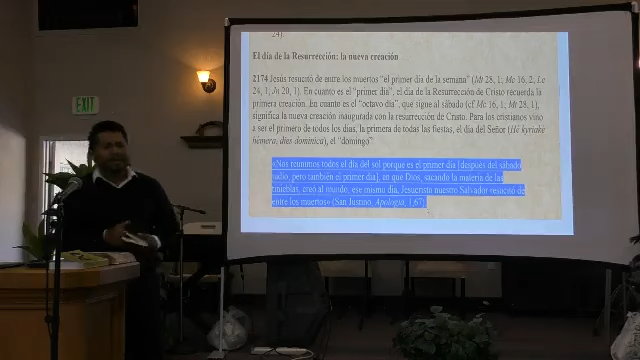 24).
El día de la Resurrección: la nueva creación
2174 Jesús resucitó de entre los muertos "el primer día de la semana" (Mt 28, 1; Mc 16, 2; Lc
24, 1; Jn 20, 1). En cuanto es el "primer día", el día de la Resurrección de Cristo recuerda la
primera creación. En cuanto es el "octavo día", que sigue al sábado (cf Mc 16, 1; Mt 28, 1),
significa la nueva creación inaugurada con la resurrección de Cristo. Para los cristianos vino
a ser el primero de todos los días, la primera de todas las fiestas, el día del Señor (Hè kyriakè
hèmera, dies dominica), el "domingo":
«Nos reunimos todos el día del sol porque es el primer día [después del sábado
judío, pero también el primer día], en que Dios, sacando la materia de las
tinieblas, creó al mundo; ese mismo día, Jesucristo nuestro Salvador resucitó de
entre los muertos» (San Justino, Apologia, 1,67).
EXIT